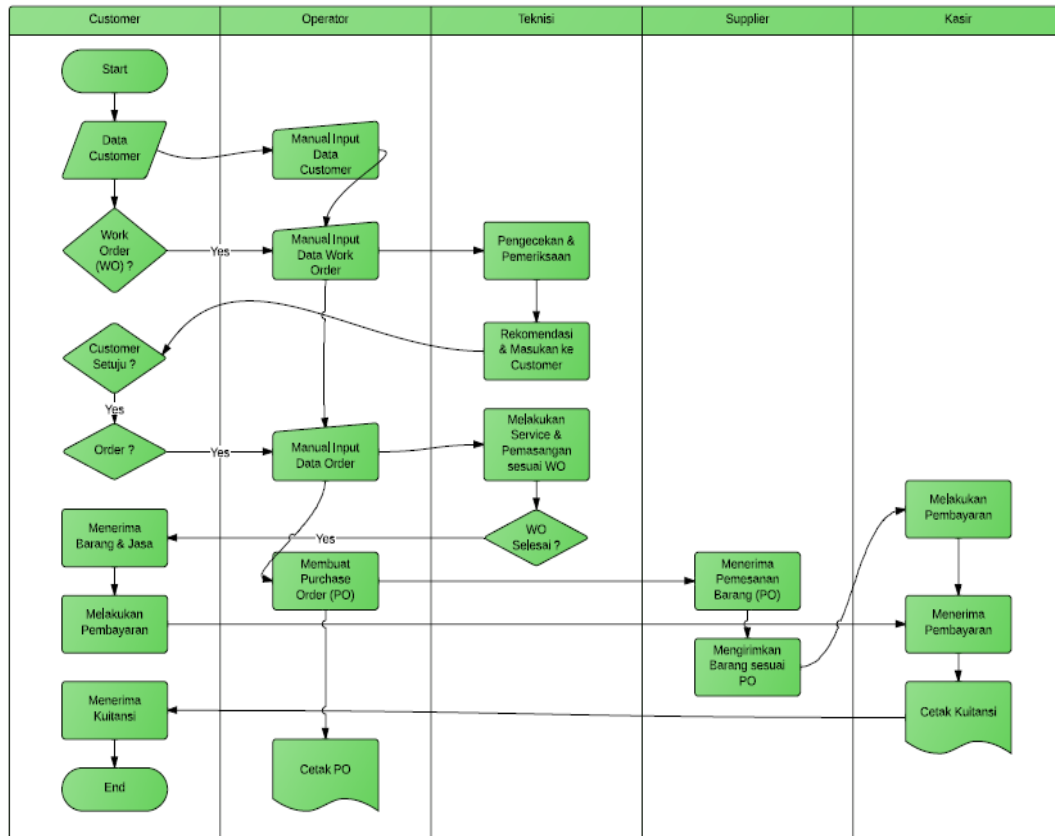 Customer
Operator
Teknisi
Supplier
Kasir
Start
Data
Customer
Manual Input
Data
Customer
Work
Order
(WO) ?
Yes
Manual Input
Data Work
Order
Pengecekan &
Pemeriksaan
Customer
Setuju ?
Rekomendasi
& Masukan ke
Customer
Yes
Order ?
Yes
Manual Input
Data Order
Melakukan
Service &
Pemasangan
sesuai WO
Melakukan
Pembayaran
Menerima
Barang & Jasa
Yes
WO
Selesai ?
Membuat
Purchase
Order (PO)
Menerima
Pemesanan
Barang (PO)
Melakukan
Pembayaran
Menerima
Pembayaran
Mengirimkan
Barang sesuai
PO
Menerima
Kuitansi
Cetak Kuitansi
Cetak PO
End